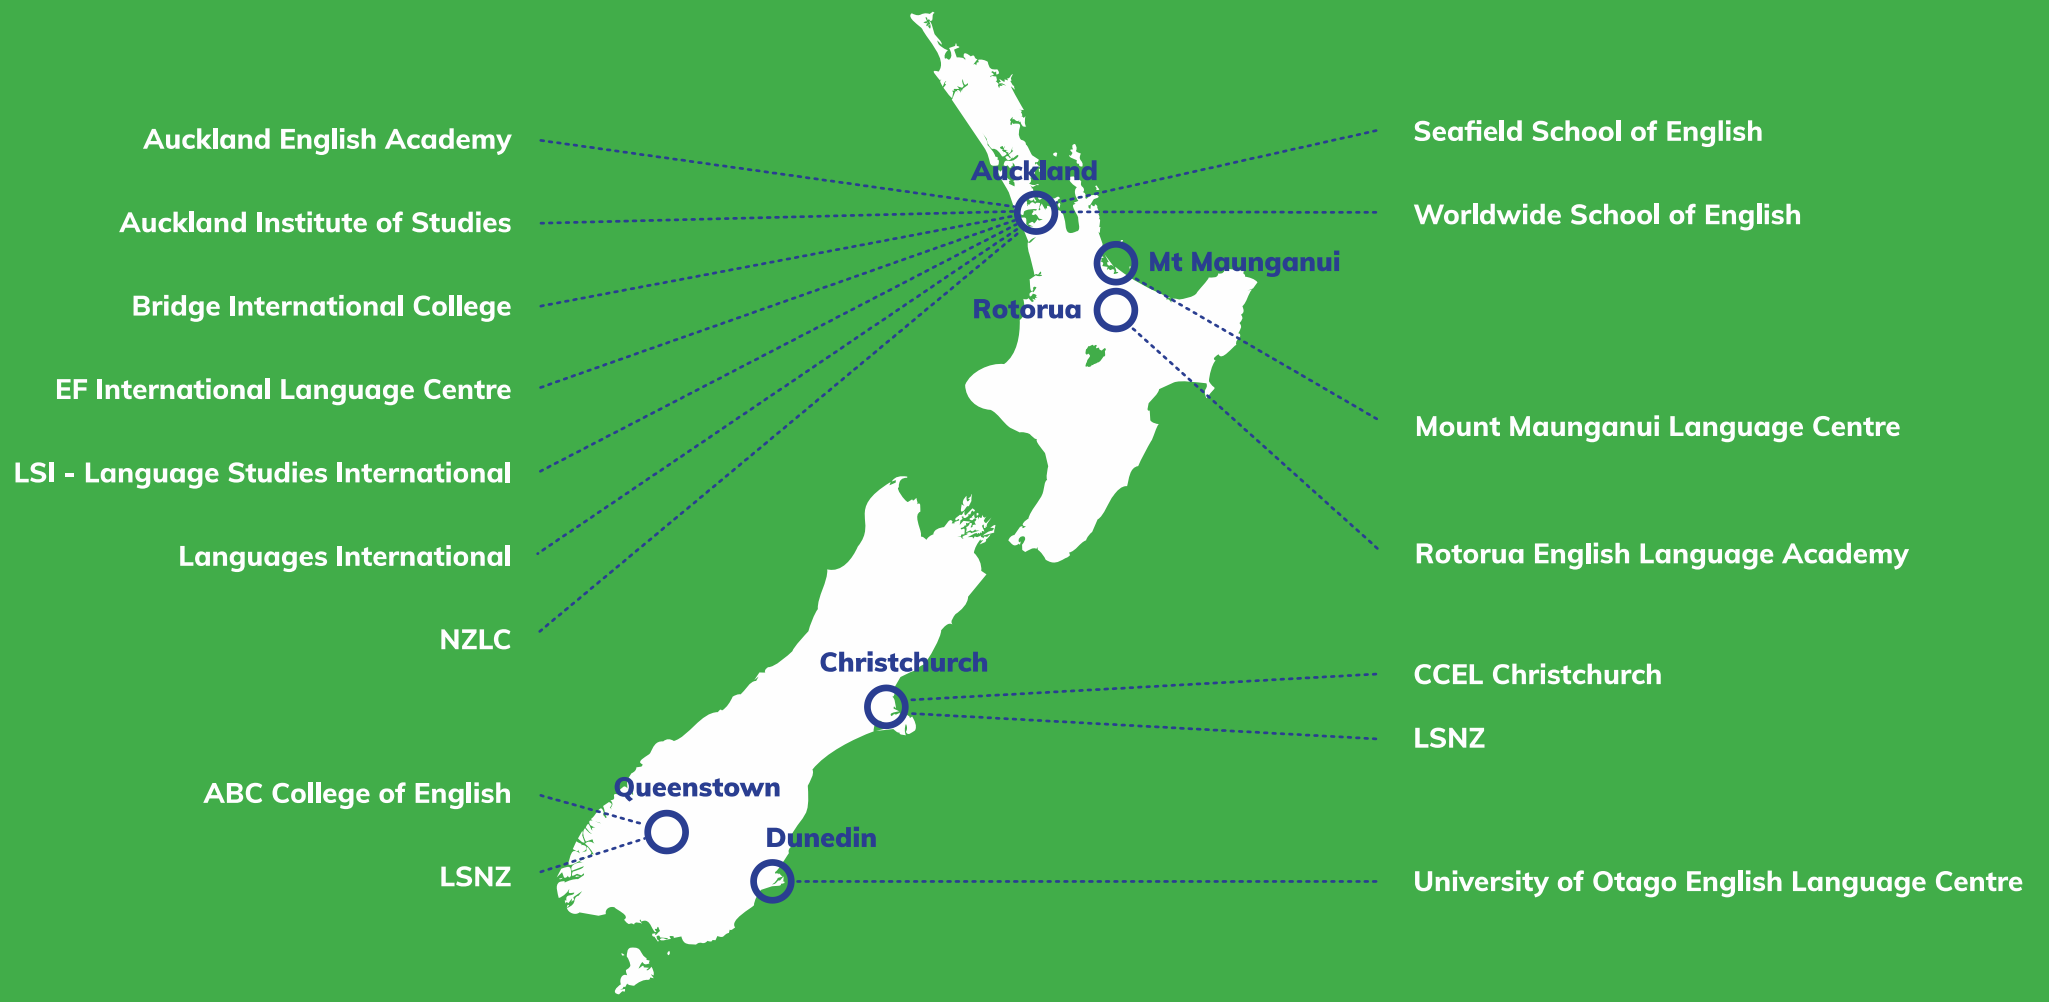 Auckland English Academy
Auckland Institute of Studies
Bridge International College
EF International Language Centre
LSI - Language Studies International
Languages International
NZLC
ABC College of English
LSNZ
Auckland
Mt Maunganui
Rotorua
Christchurch
Queenstown
Dunedin
Seafield School of English
Worldwide School of English
Mount Maunganui Language Centre
Rotorua English Language Academy
CCEL Christchurch
LSNZ
University of Otago English Language Centre